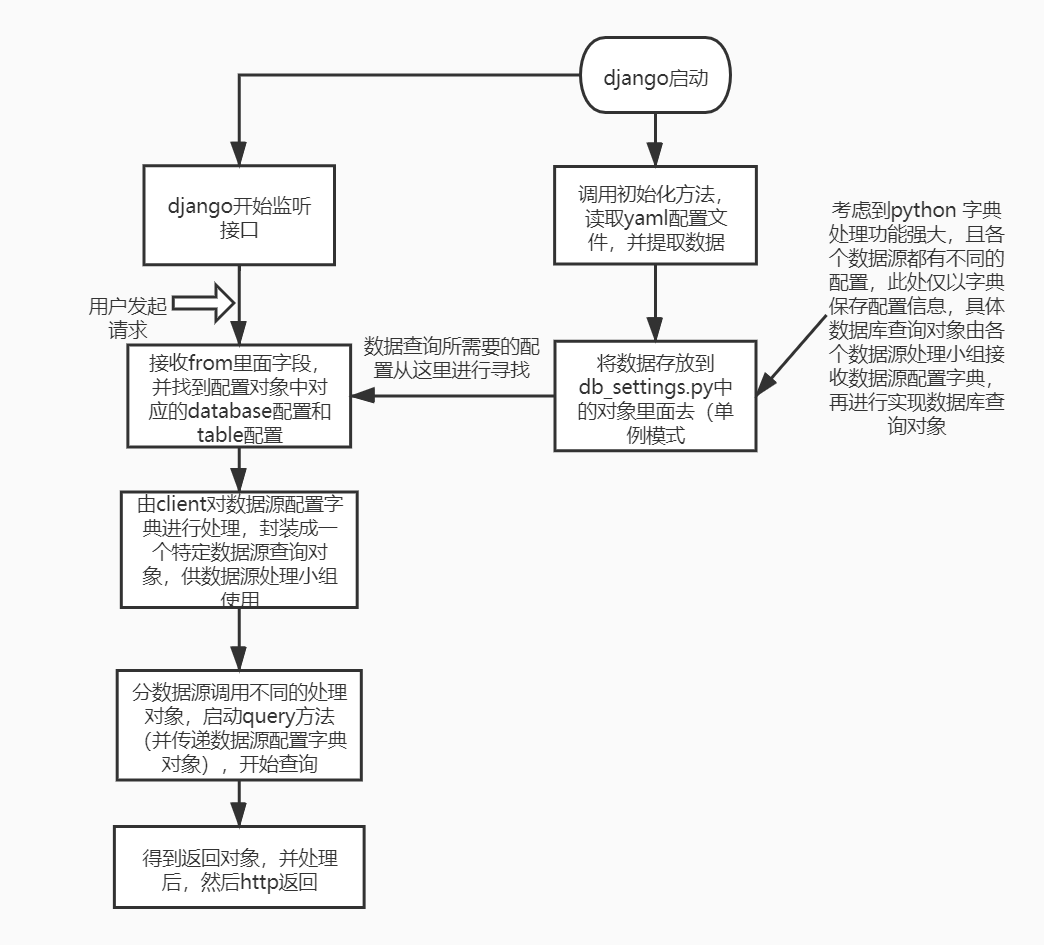 django启动
django开始监听
接口
调用初始化方法，
读取yaml配置文
件，并提取数据
考虑到python 字典
处理功能强大，且各
个数据源都有不同的
配置，此处仅以字典
保存配置信息，具体
数据库查询对象由各
个数据源处理小组接
收数据源配置字典，
再进行实现数据库查
询对象
用户发起
请求
数据查询所需要的配
置从这里进行寻找
接收from里面字段，
并找到配置对象中对
应的database配置和
table配置
将数据存放到
db_settings.py中
的对象里面去（单
例模式
由client对数据源配置字
典进行处理，封装成一
个特定数据源查询对
象，供数据源处理小组
使用
分数据源调用不同的处理
对象，启动query方法
（并传递数据源配置字典
对象），开始查询
得到返回对象，并处理
后，然后http返回